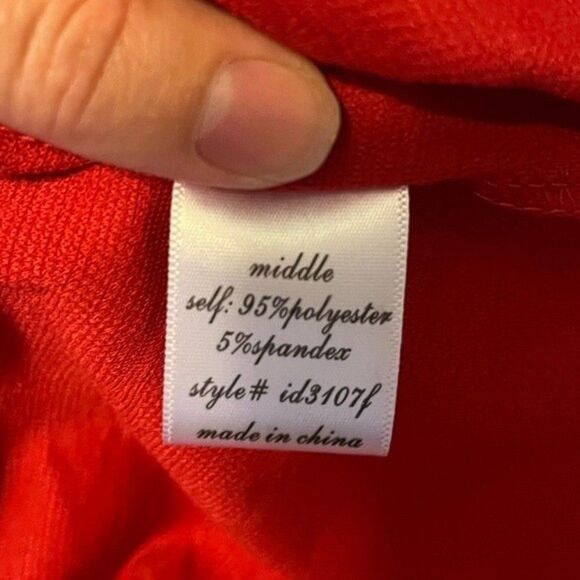 middle
self: 95%polyester
5%spandex
style# id3107f
made in china